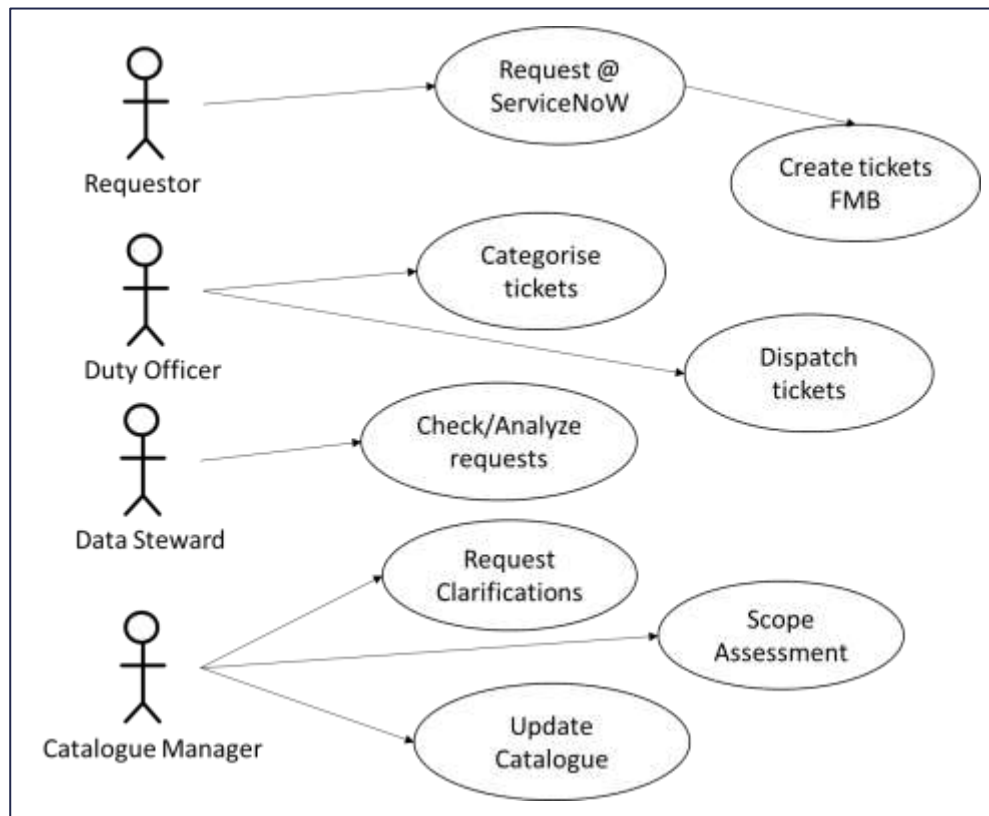 Request @
ServiceNoW
Requestor
Create tickets
FMB
Categorise
tickets
Duty Officer
Dispatch
tickets
Check/Analyze
requests
Data Steward
Request
Clarifications
Scope
Assessment
Catalogue Manager
Update
Catalogue